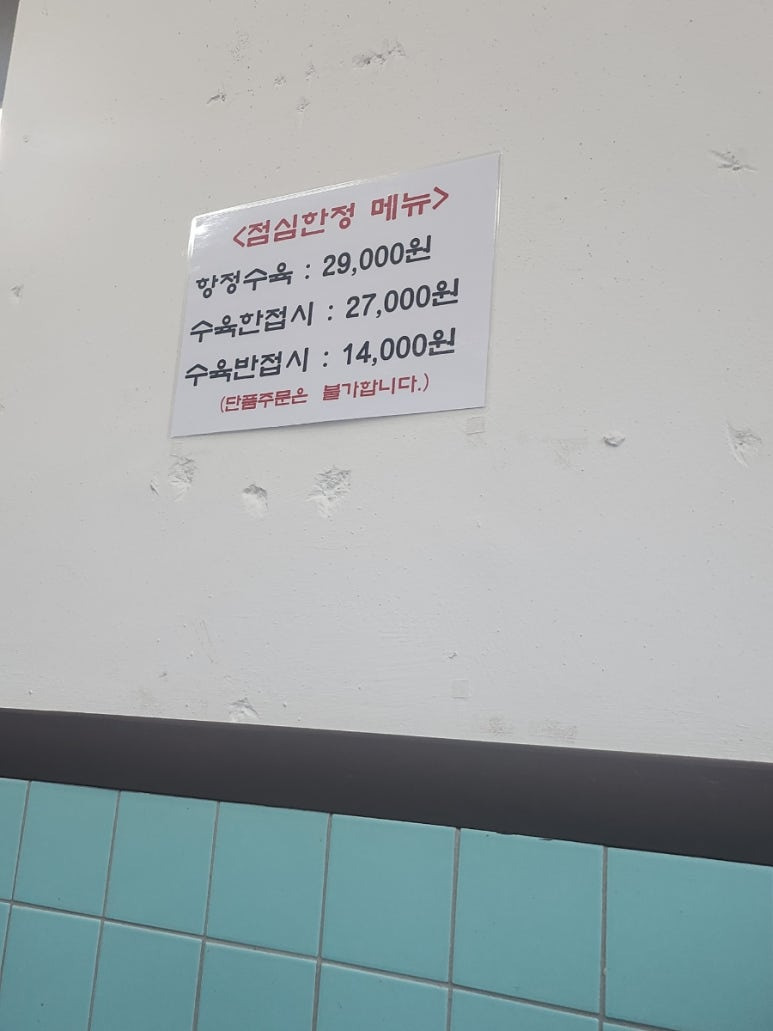 <점심한정 메뉴>
항정수육 : 29,000원
수육한접시 : 27,000원
수육반접시 : 14,000원
(단품주문은 불가합니다.)